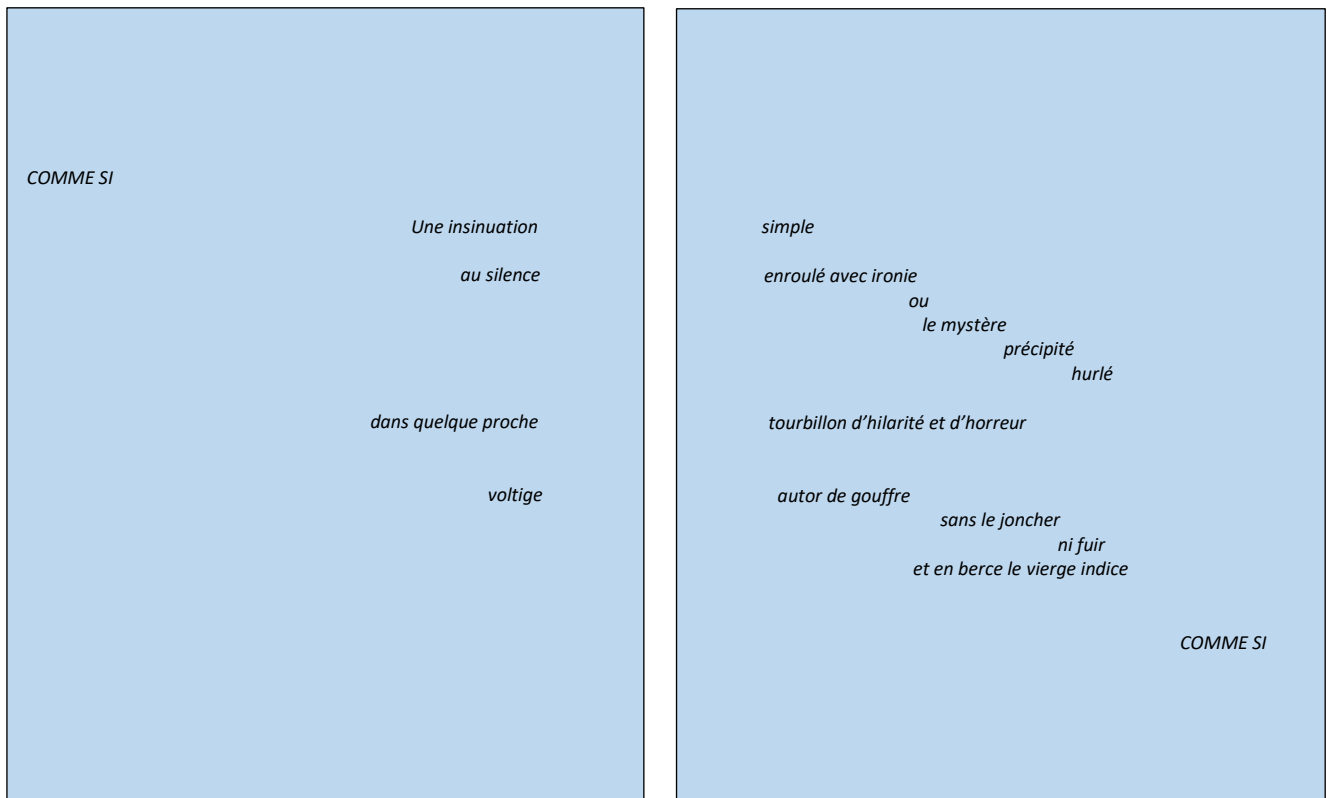 COMME SI
Une insinuation simple
au silence enroulé avec ironie
ou
le mystère
précipité
hurlé
dans quelque proche tourbillon d’hilarité et d’horreur
voltige autor de gouffre
sans le joncher
ni fuir
et en berce le vierge indice
COMME SI